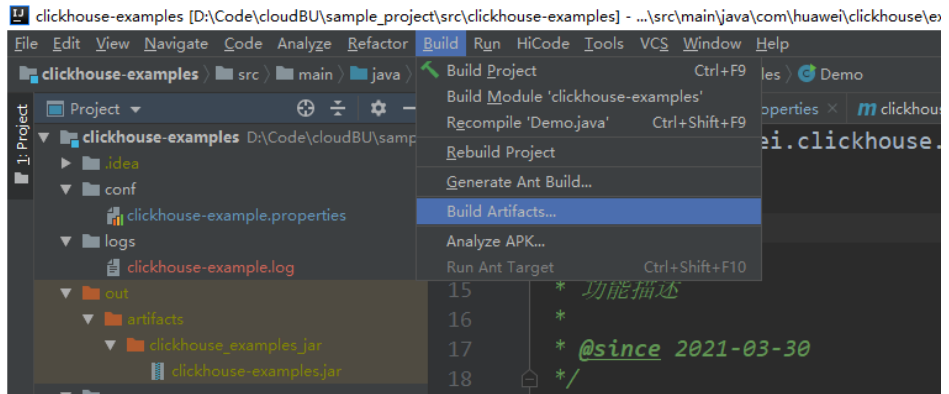 clickhouse-examples [D:\Code\cloudBU\sample_project\src\clickhouse-examples] - ...\src\main\java\com\huawei\clickhouse\ex
File Edit View Navigate Code Analyze Refactor Build Run HiCode Tools VCS Window Help
clickhouse-examples src main java les Demo
Build Project Ctrl+F9
Build Module 'clickhouse-examples'
Recompile 'Demo.java' Ctrl+Shift+F9
Rebuild Project
Generate Ant Build...
Build Artifacts...
Analyze APK...
Run Ant Target Ctrl+Shift+F10
1: Project
Project
operties clickhous
clickhouse-examples D:\Code\cloudBU\samp
ei.clickhouse.
.idea
conf
clickhouse-example.properties
logs
clickhouse-example.log
out
artifacts
clickhouse_examples_jar
clickhouse-examples.jar
15 * 功能描述
16 *
17 * @since 2021-03-30
18 */